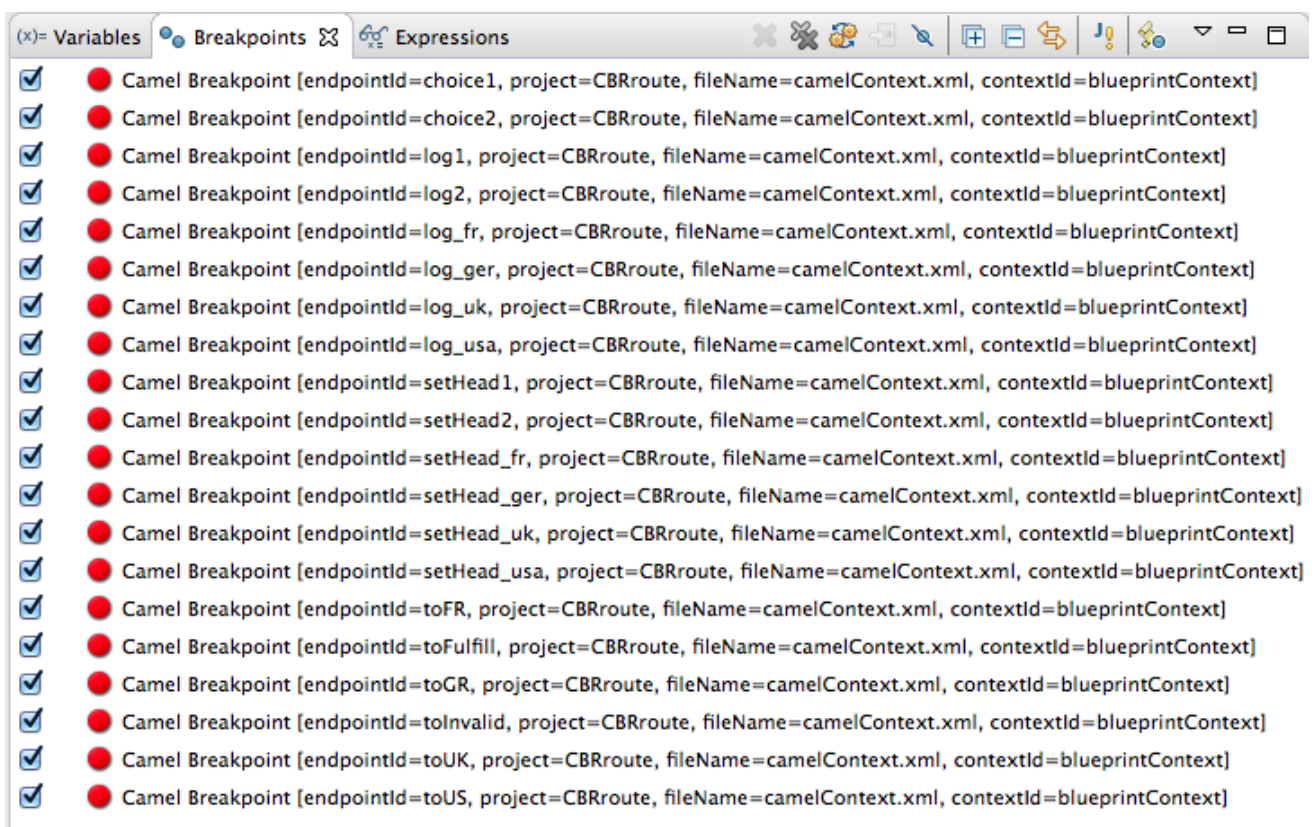 (x)= Variables Breakpoints Expressions
Camel Breakpoint [endpointId=choice1, project=CBRroute, fileName=camelContext.xml, contextId=blueprintContext]
Camel Breakpoint [endpointId=choice2, project=CBRroute, fileName=camelContext.xml, contextId=blueprintContext]
Camel Breakpoint [endpointId=log1, project=CBRroute, fileName=camelContext.xml, contextId=blueprintContext]
Camel Breakpoint [endpointId=log2, project=CBRroute, fileName=camelContext.xml, contextId=blueprintContext]
Camel Breakpoint [endpointId=log_fr, project=CBRroute, fileName=camelContext.xml, contextId=blueprintContext]
Camel Breakpoint [endpointId=log_ger, project=CBRroute, fileName=camelContext.xml, contextId=blueprintContext]
Camel Breakpoint [endpointId=log_uk, project=CBRroute, fileName=camelContext.xml, contextId=blueprintContext]
Camel Breakpoint [endpointId=log_usa, project=CBRroute, fileName=camelContext.xml, contextId=blueprintContext]
Camel Breakpoint [endpointId=setHead1, project=CBRroute, fileName=camelContext.xml, contextId=blueprintContext]
Camel Breakpoint [endpointId=setHead2, project=CBRroute, fileName=camelContext.xml, contextId=blueprintContext]
Camel Breakpoint [endpointId=setHead_fr, project=CBRroute, fileName=camelContext.xml, contextId=blueprintContext]
Camel Breakpoint [endpointId=setHead_ger, project=CBRroute, fileName=camelContext.xml, contextId=blueprintContext]
Camel Breakpoint [endpointId=setHead_uk, project=CBRroute, fileName=camelContext.xml, contextId=blueprintContext]
Camel Breakpoint [endpointId=setHead_usa, project=CBRroute, fileName=camelContext.xml, contextId=blueprintContext]
Camel Breakpoint [endpointId=toFR, project=CBRroute, fileName=camelContext.xml, contextId=blueprintContext]
Camel Breakpoint [endpointId=toFulfill, project=CBRroute, fileName=camelContext.xml, contextId=blueprintContext]
Camel Breakpoint [endpointId=toGR, project=CBRroute, fileName=camelContext.xml, contextId=blueprintContext]
Camel Breakpoint [endpointId=toInvalid, project=CBRroute, fileName=camelContext.xml, contextId=blueprintContext]
Camel Breakpoint [endpointId=toUK, project=CBRroute, fileName=camelContext.xml, contextId=blueprintContext]
Camel Breakpoint [endpointId=toUS, project=CBRroute, fileName=camelContext.xml, contextId=blueprintContext]